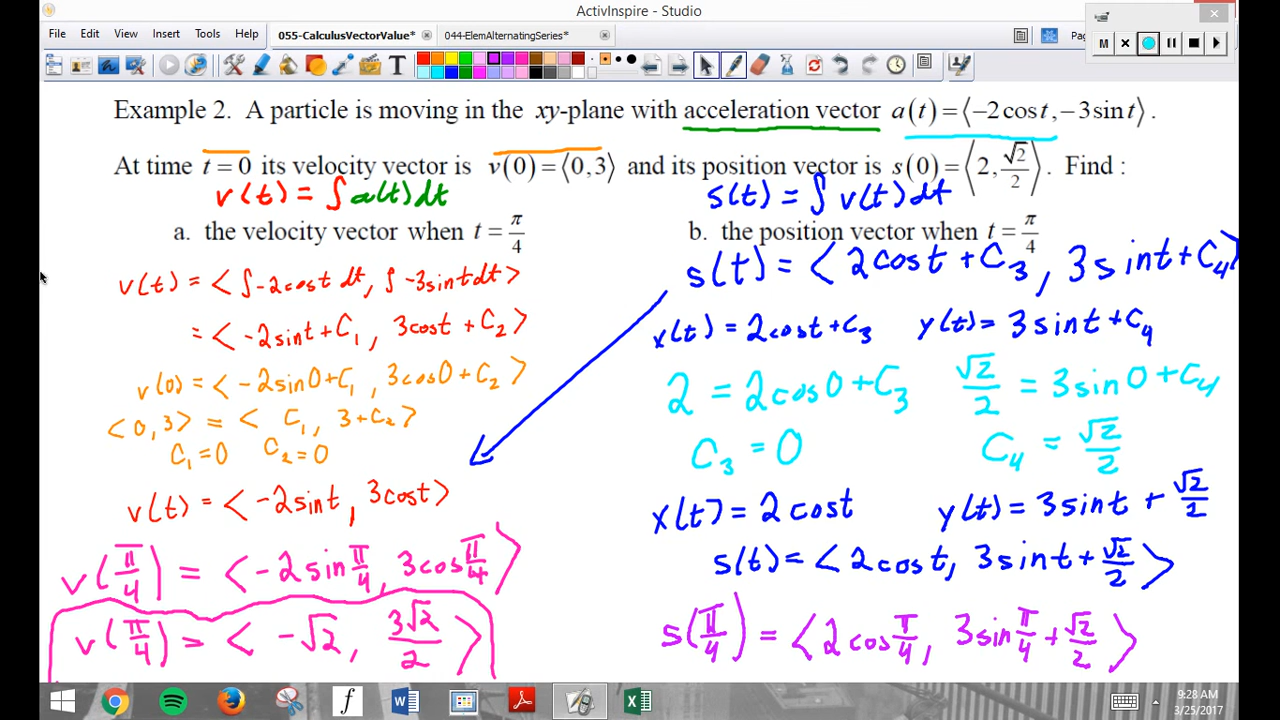 ActivInspire - Studio
File Edit View Insert Tools Help 055-CalculusVectorValue* 044-ElemAlternatingSeries* Pag
M
T
Example 2. A particle is moving in the xy-plane with acceleration vector a(t) = ⟨−2cos t, −3sin t⟩.
At time t = 0 its velocity vector is v(0) = ⟨0,3⟩ and its position vector is s(0) = ⟨2, √2/2⟩. Find :
v(t) = ∫ a(t)dt
s(t) = ∫ v(t)dt
a. the velocity vector when t = π/4
b. the position vector when t = π/4
v(t) = < ∫-2cost dt, ∫-3sint dt >
= < -2sint + C₁, 3cost + C₂ >
v(0) = < -2sin0 + C₁, 3cos0 + C₂ >
< 0, 3 > = < C₁, 3 + C₂ >
C₁ = 0 C₂ = 0
v(t) = < -2sint, 3cost >
v(π/4) = < -2sin π/4, 3cos π/4 >
v(π/4) = < -√2, 3√2/2 >
s(t) = < 2cost + C₃, 3sint + C₄ >
x(t) = 2cost + C₃ y(t) = 3sint + C₄
2 = 2cos0 + C₃ √2/2 = 3sin0 + C₄
C₃ = 0 C₄ = √2/2
x(t) = 2cost y(t) = 3sint + √2/2
s(t) = < 2cost, 3sint + √2/2 >
s(π/4) = < 2cos π/4, 3sin π/4 + √2/2 >
9:28 AM
3/25/2017